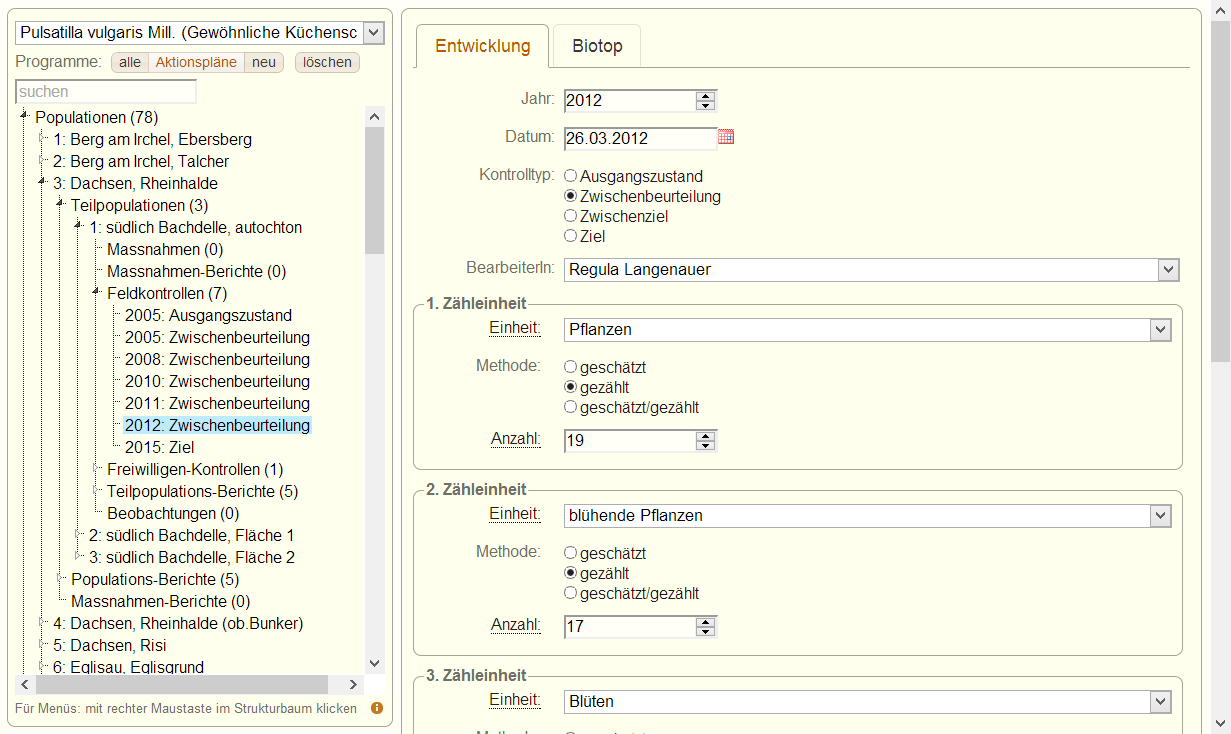 Pulsatilla vulgaris Mill. (Gewöhnliche Küchensc
Programme: alle Aktionspläne neu löschen
suchen
Populationen (78)
1: Berg am Irchel, Ebersberg
2: Berg am Irchel, Talcher
3: Dachsen, Rheinhalde
Teilpopulationen (3)
1: südlich Bachdelle, autochton
Massnahmen (0)
Massnahmen-Berichte (0)
Feldkontrollen (7)
2005: Ausgangszustand
2005: Zwischenbeurteilung
2008: Zwischenbeurteilung
2010: Zwischenbeurteilung
2011: Zwischenbeurteilung
2012: Zwischenbeurteilung
2015: Ziel
Freiwilligen-Kontrollen (1)
Teilpopulations-Berichte (5)
Beobachtungen (0)
2: südlich Bachdelle, Fläche 1
3: südlich Bachdelle, Fläche 2
Populations-Berichte (5)
Massnahmen-Berichte (0)
4: Dachsen, Rheinhalde (ob.Bunker)
5: Dachsen, Risi
6: Eglisau, Eglisgrund
Für Menüs: mit rechter Maustaste im Strukturbaum klicken
Entwicklung Biotop
Jahr: 2012
Datum: 26.03.2012
Kontrolltyp: Ausgangszustand
Zwischenbeurteilung
Zwischenziel
Ziel
BearbeiterIn: Regula Langenauer
1. Zähleinheit
Einheit: Pflanzen
Methode: geschätzt
gezählt
geschätzt/gezählt
Anzahl: 19
2. Zähleinheit
Einheit: blühende Pflanzen
Methode: geschätzt
gezählt
geschätzt/gezählt
Anzahl: 17
3. Zähleinheit
Einheit: Blüten